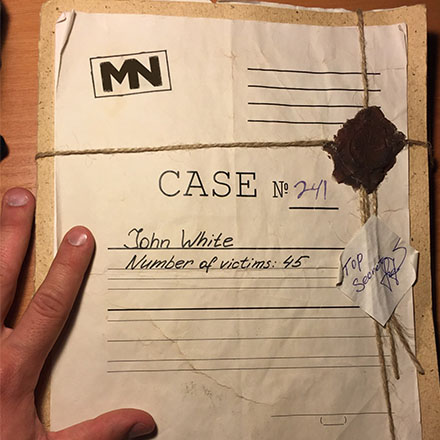 MN
CASE № 241
John White
Number of victims: 45
Top
Secret